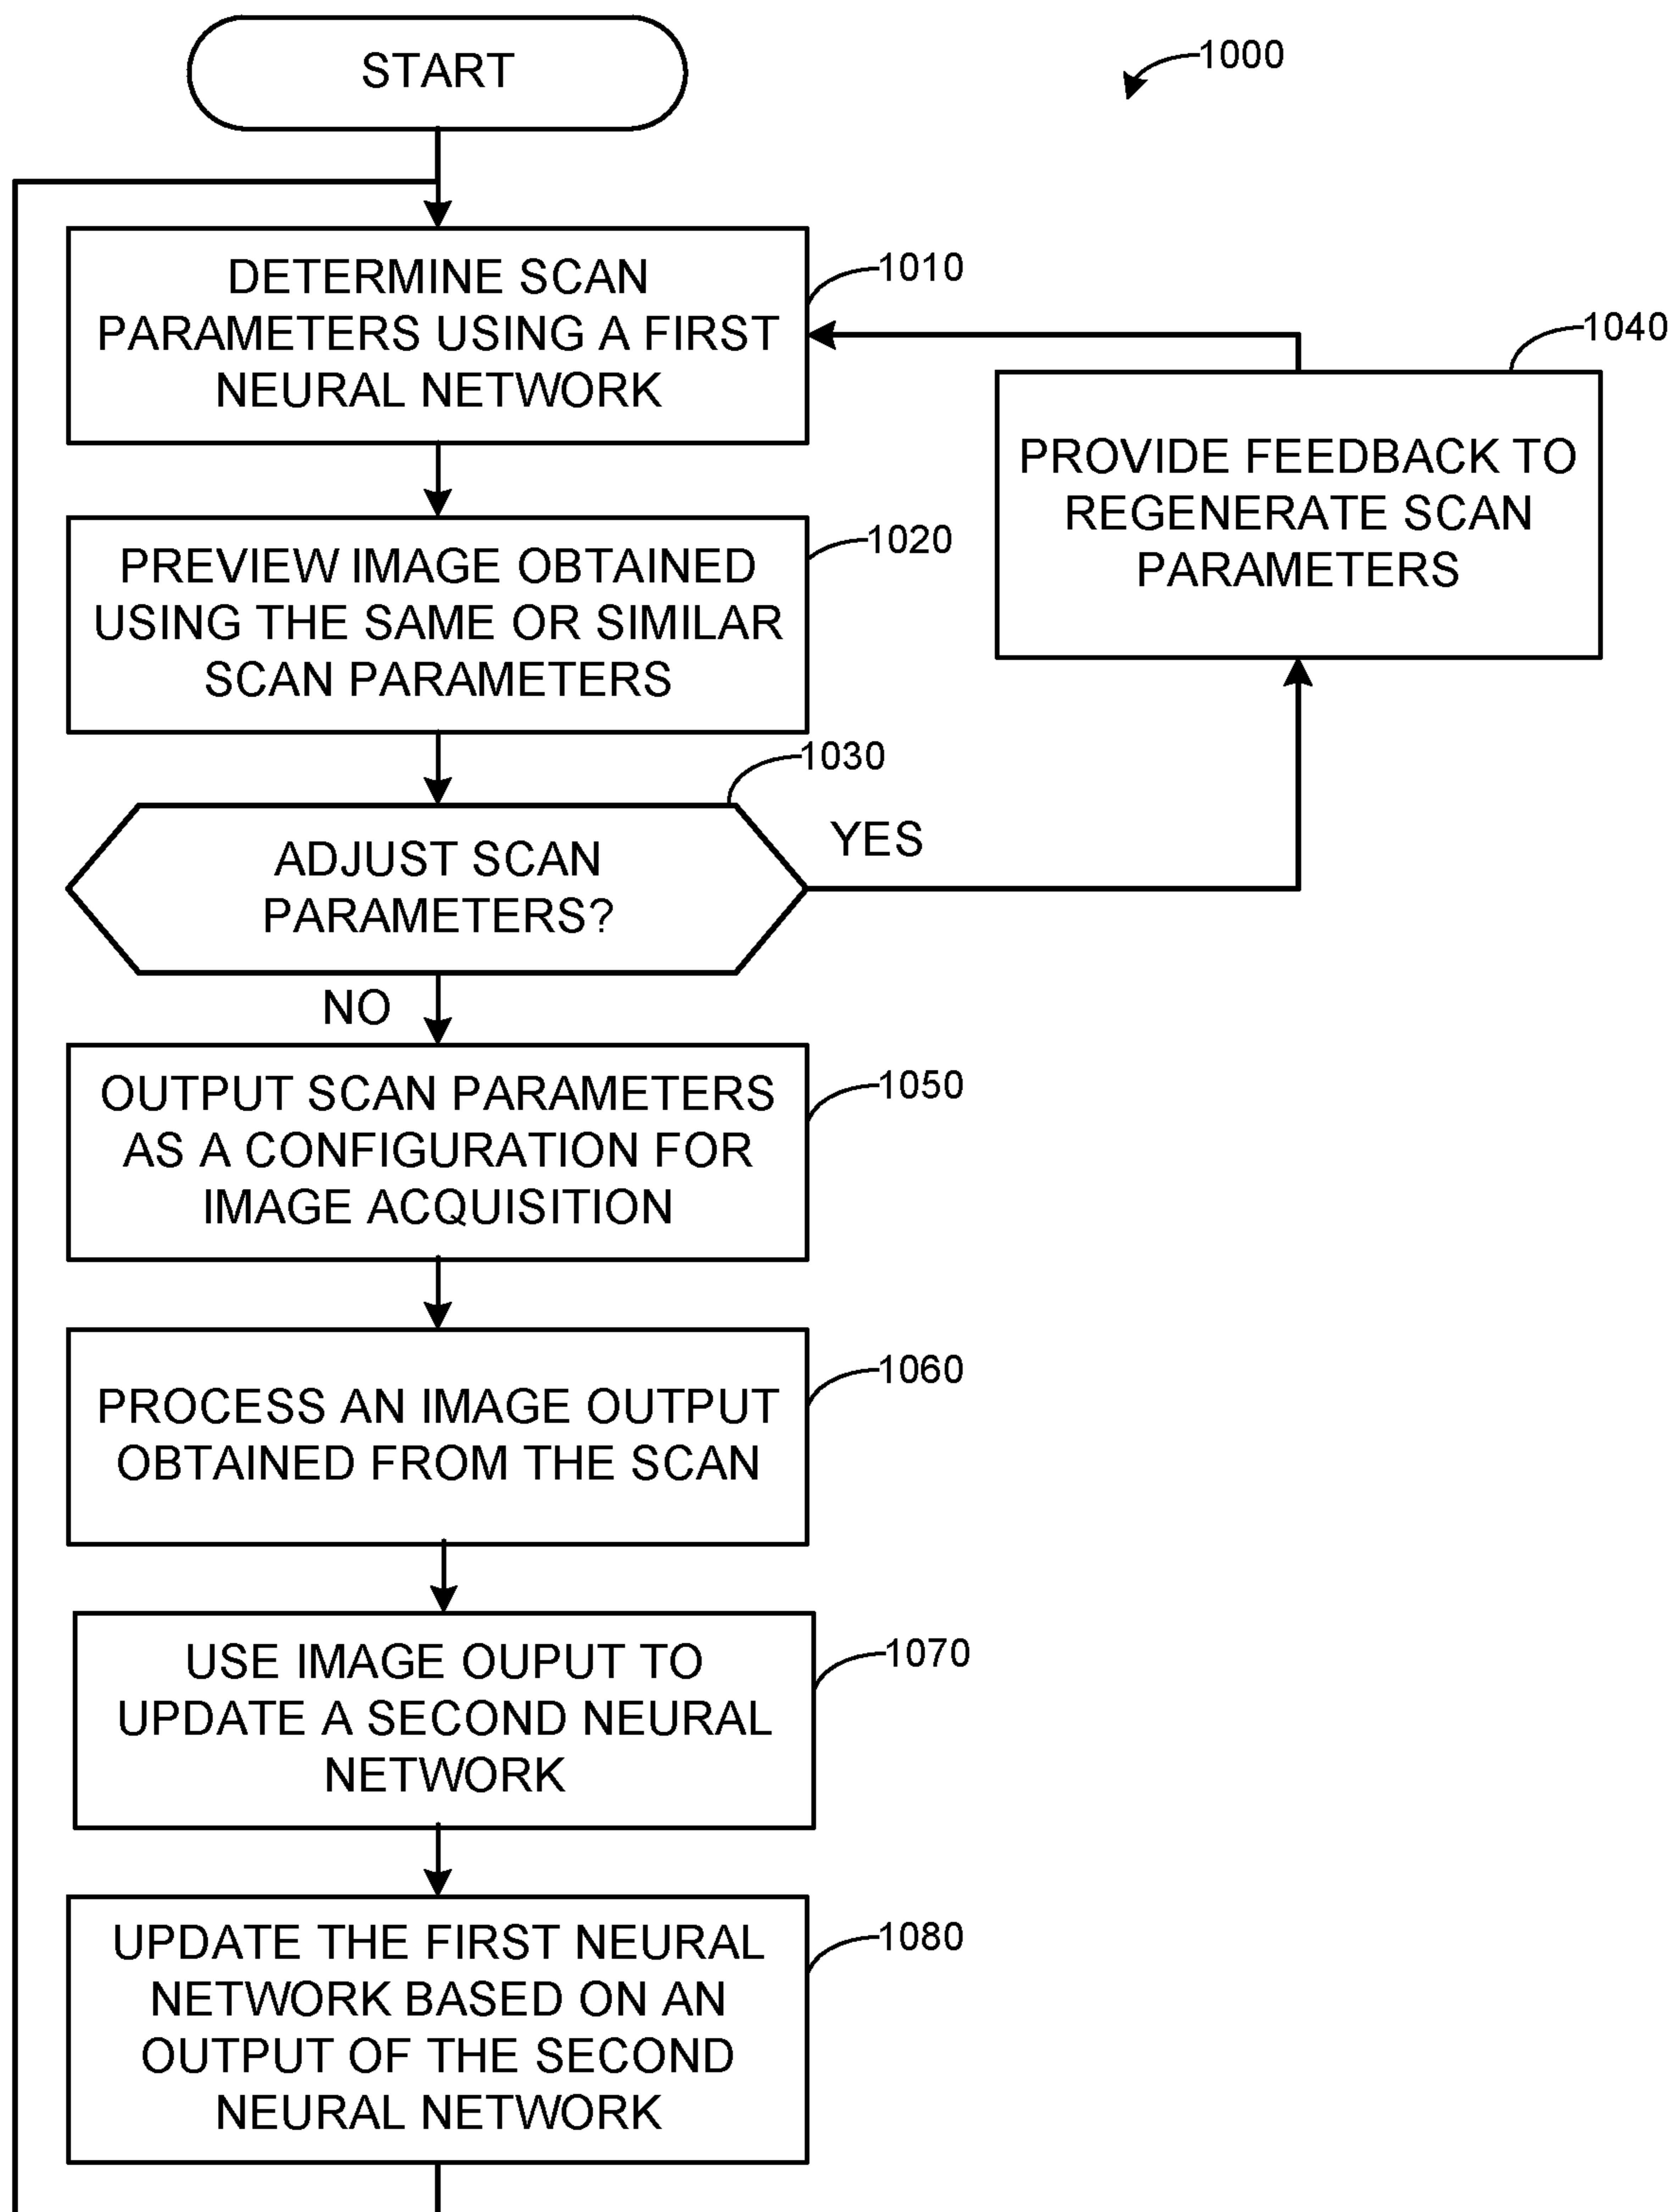 START
1000
DETERMINE SCAN
PARAMETERS USING A FIRST
NEURAL NETWORK
1010
1040
PROVIDE FEEDBACK TO
REGENERATE SCAN
PARAMETERS
PREVIEW IMAGE OBTAINED
USING THE SAME OR SIMILAR
SCAN PARAMETERS
1020
1030
ADJUST SCAN
PARAMETERS?
YES
NO
OUTPUT SCAN PARAMETERS
AS A CONFIGURATION FOR
IMAGE ACQUISITION
1050
PROCESS AN IMAGE OUTPUT
OBTAINED FROM THE SCAN
1060
USE IMAGE OUPUT TO
UPDATE A SECOND NEURAL
NETWORK
1070
UPDATE THE FIRST NEURAL
NETWORK BASED ON AN
OUTPUT OF THE SECOND
NEURAL NETWORK
1080